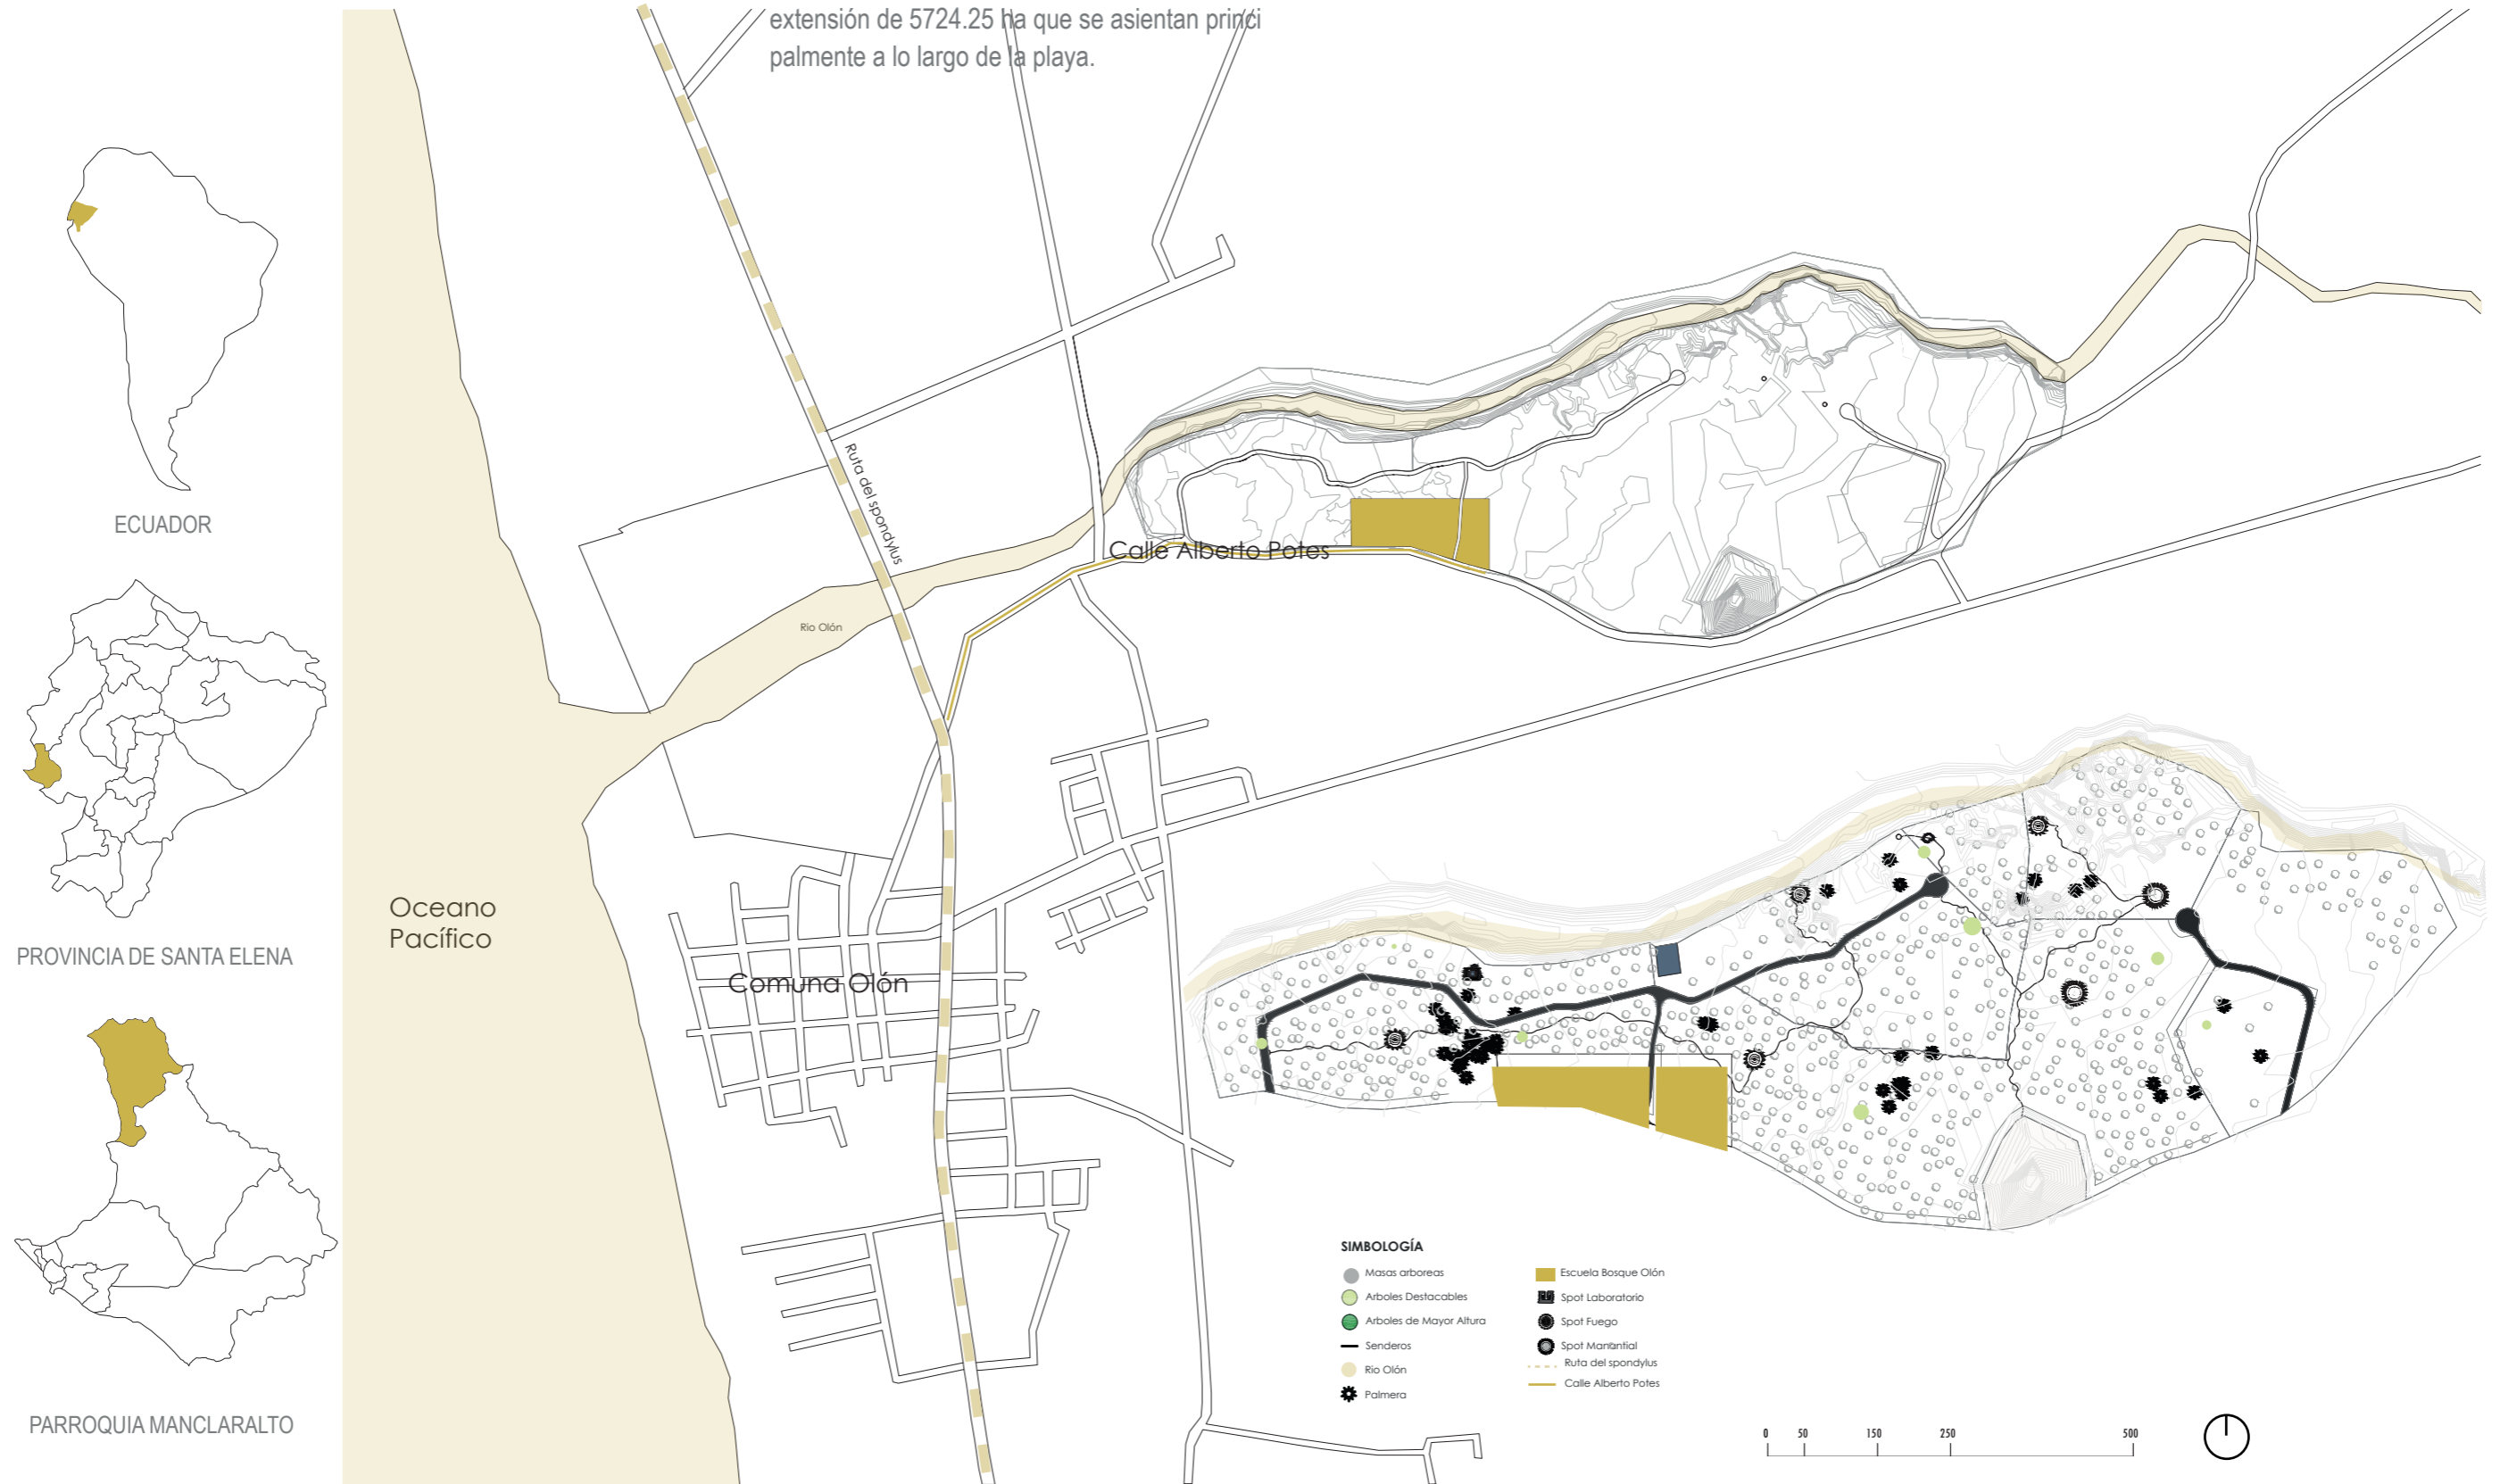 extensión de 5724.25 ha que se asientan princi
palmente a lo largo de la playa.
ECUADOR
PROVINCIA DE SANTA ELENA
PARROQUIA MANCLARALTO
Ruta del spondylus
Calle Alberto Potes
Rio Olón
Oceano
Pacífico
Comuna Olón
SIMBOLOGÍA
Masas arboreas
Arboles Destacables
Arboles de Mayor Altura
Senderos
Rio Olón
Palmera
Escuela Bosque Olón
Spot Laboratorio
Spot Fuego
Spot Manantial
Ruta del spondylus
Calle Alberto Potes
0 50 150 250 500